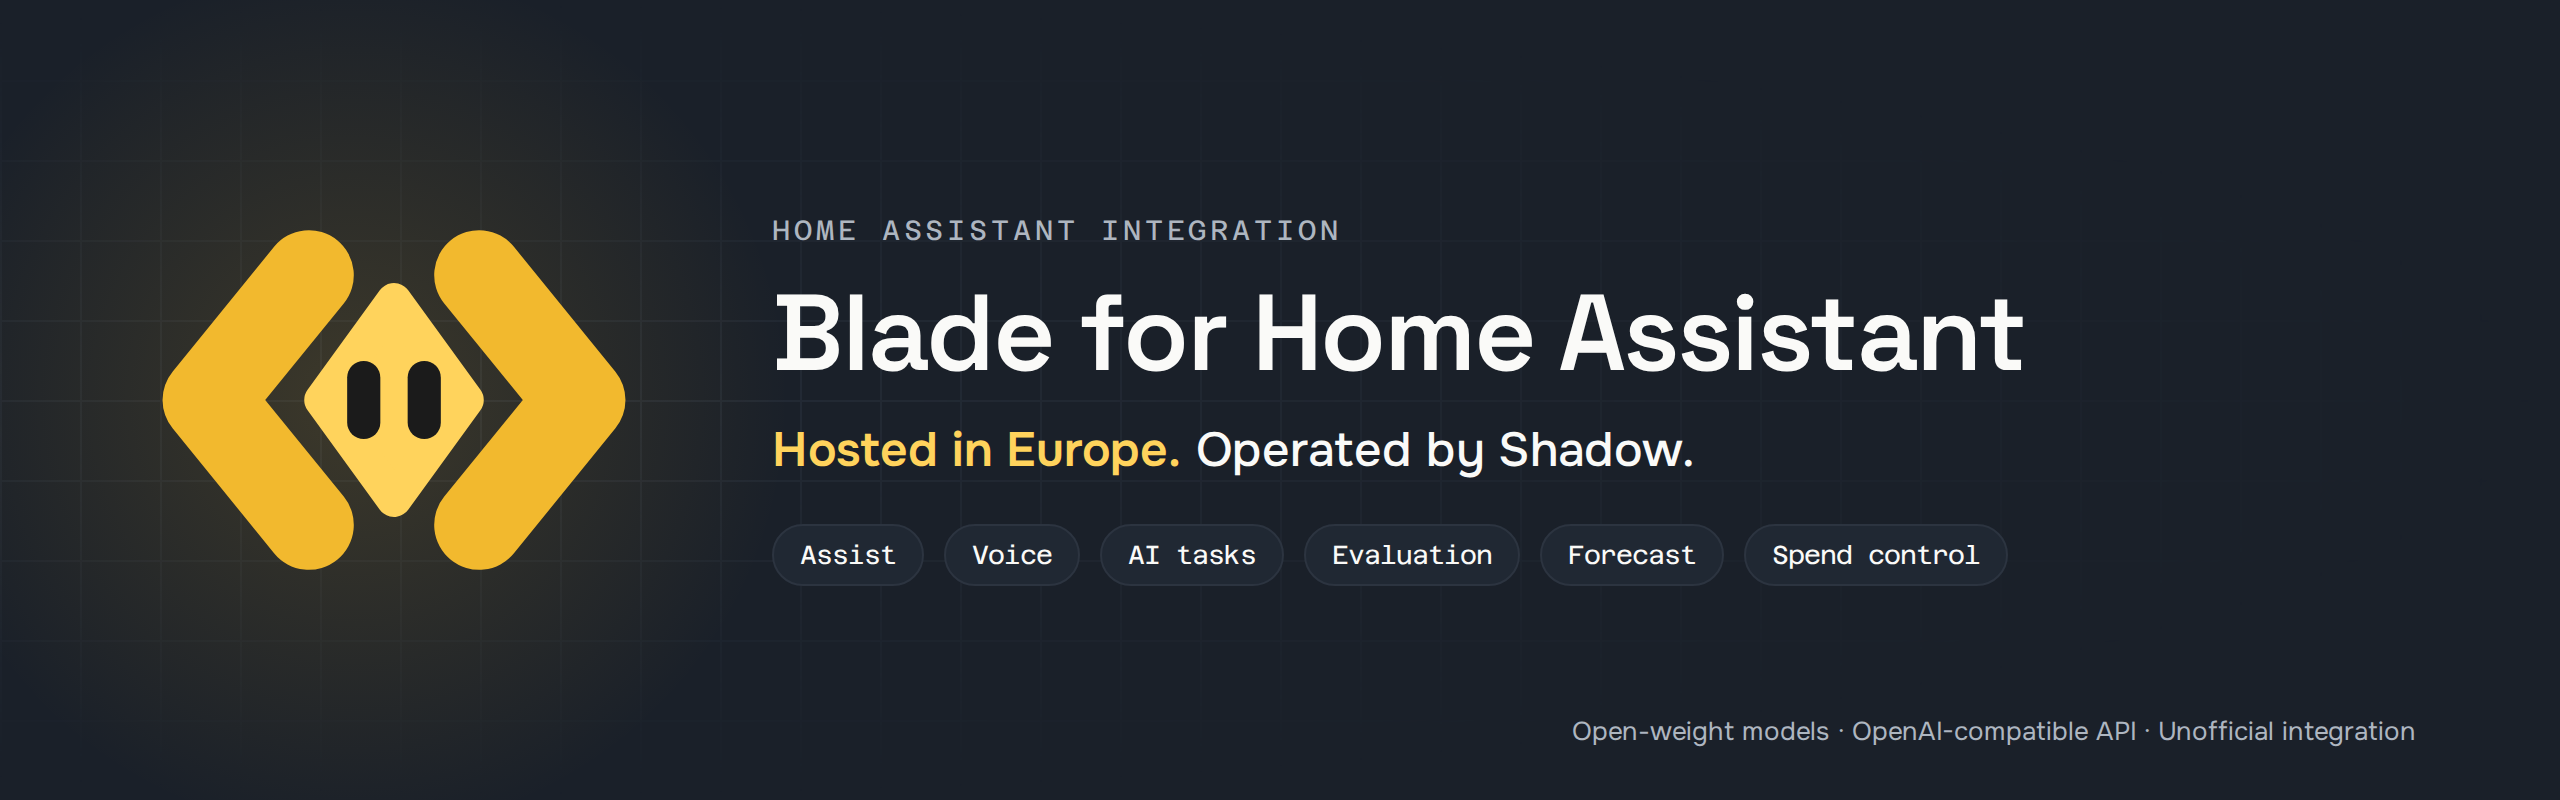 HOME ASSISTANT INTEGRATION
Blade for Home Assistant
Hosted in Europe. Operated by Shadow.
Assist Voice AI tasks Evaluation Forecast Spend control
Open-weight models · OpenAI-compatible API · Unofficial integration